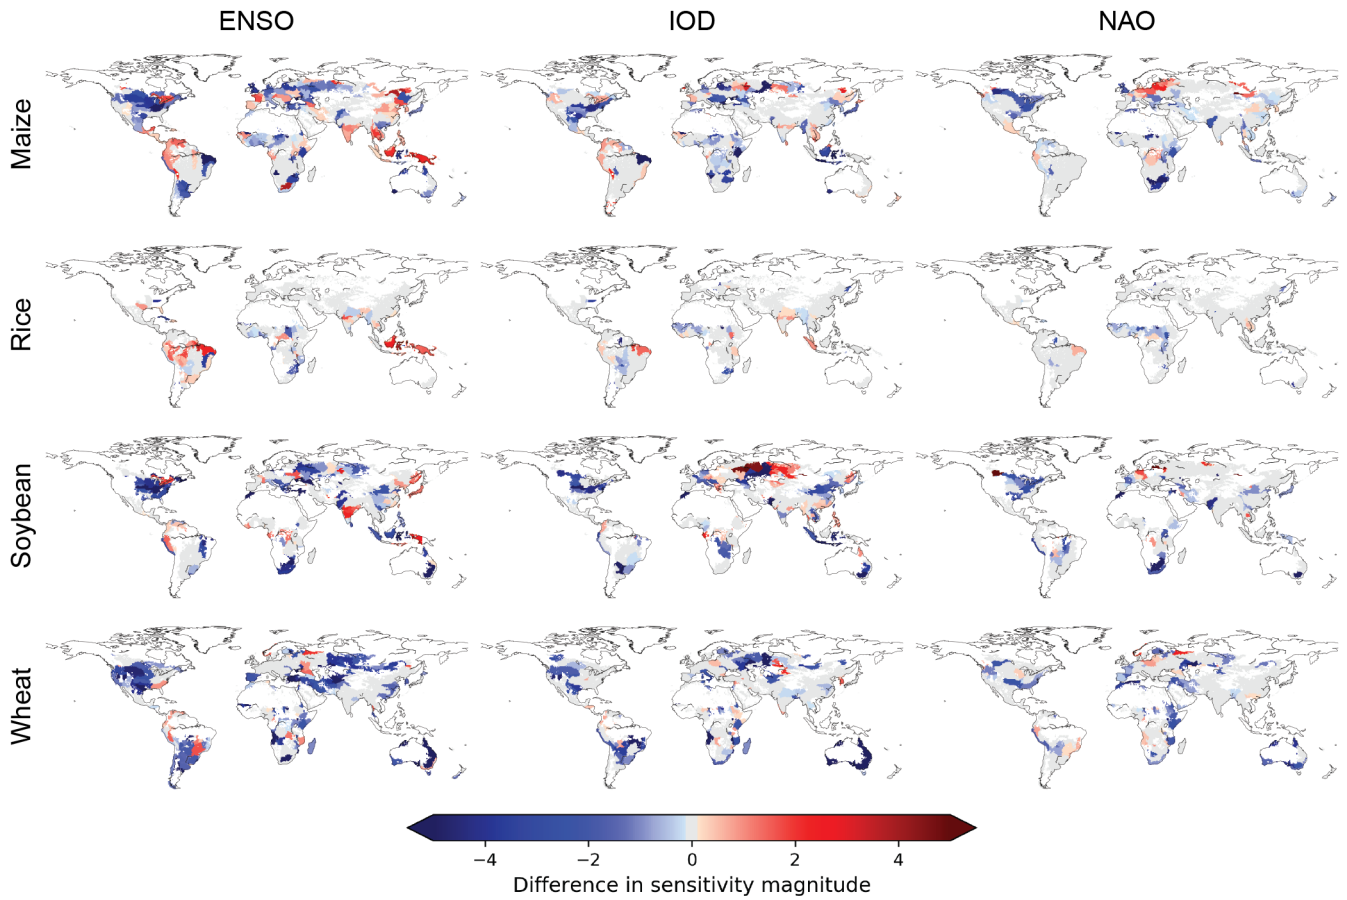 ENSO IOD NAO
Maize
Rice
Soybean
Wheat
−4 −2 0 2 4
Difference in sensitivity magnitude